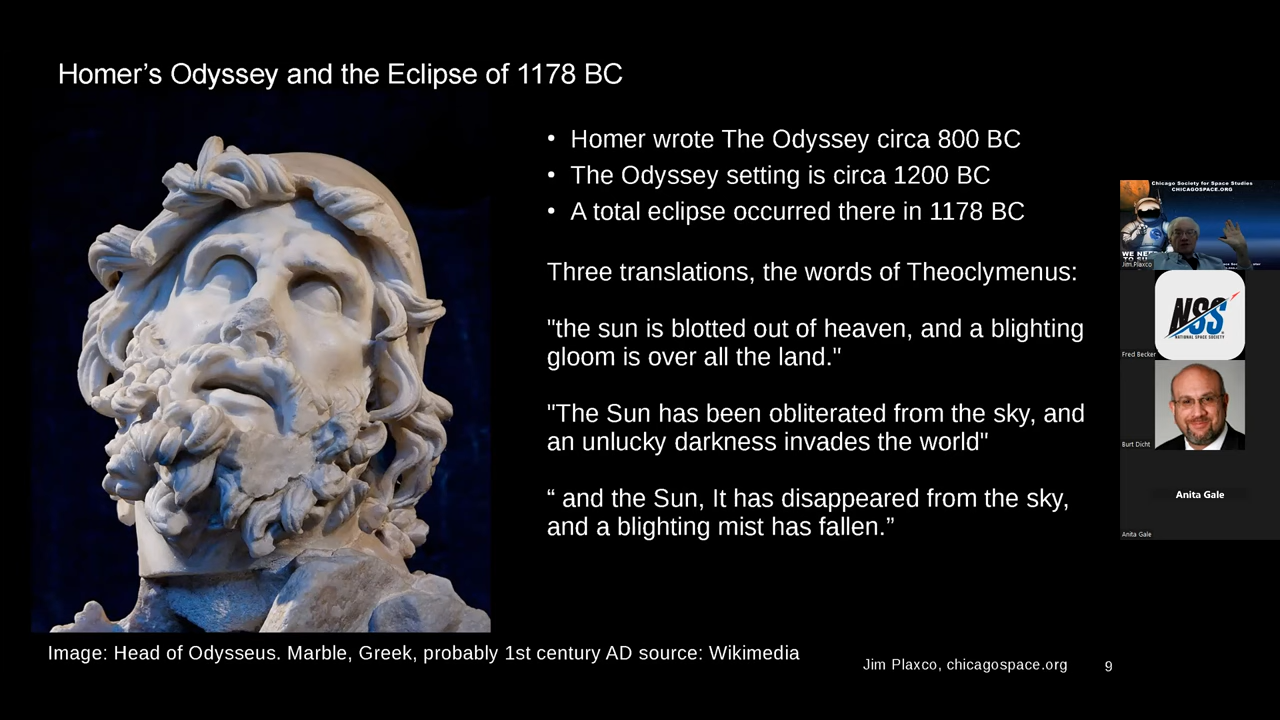 Homer’s Odyssey and the Eclipse of 1178 BC
• Homer wrote The Odyssey circa 800 BC
• The Odyssey setting is circa 1200 BC
• A total eclipse occurred there in 1178 BC
Three translations, the words of Theoclymenus:
"the sun is blotted out of heaven, and a blighting
gloom is over all the land."
"The Sun has been obliterated from the sky, and
an unlucky darkness invades the world"
“ and the Sun, It has disappeared from the sky,
and a blighting mist has fallen.”
Image: Head of Odysseus. Marble, Greek, probably 1st century AD source: Wikimedia
Jim Plaxco, chicagospace.org
9
Chicago Society for Space Studies
CHICAGOSPACE.ORG
WE NEE
Jim Plaxco
NSS
NATIONAL SPACE SOCIETY
Fred Becker
Burt Dicht
Anita Gale
Anita Gale